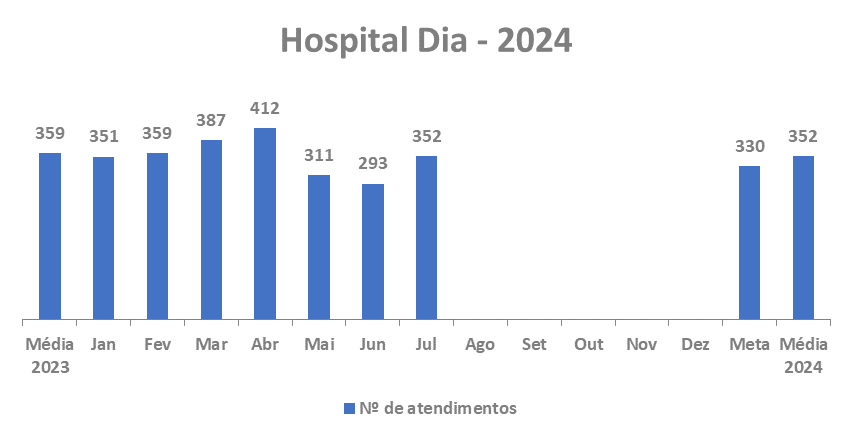 Hospital Dia - 2024
359 351 359 387 412 311 293 352 330 352
Média Jan Fev Mar Abr Mai Jun Jul Ago Set Out Nov Dez Meta Média
2023 2024
Nº de atendimentos